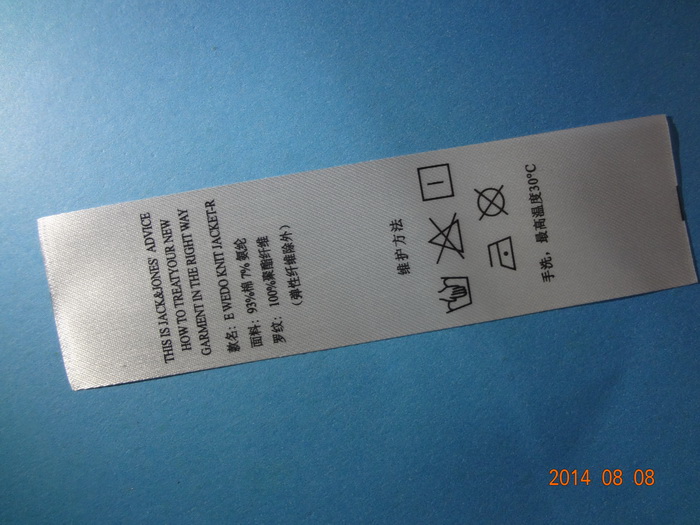 THIS IS JACK&JONES' ADVICE
HOW TO TREATYOUR NEW
GARMENT IN THE RIGHT WAY
款名：E WEDO KNIT JACKET-R
面料：93%棉 7% 氨纶
罗纹：100%聚酯纤维
（弹性纤维除外）
维护方法
手洗，最高温度30°C
2014 08 08